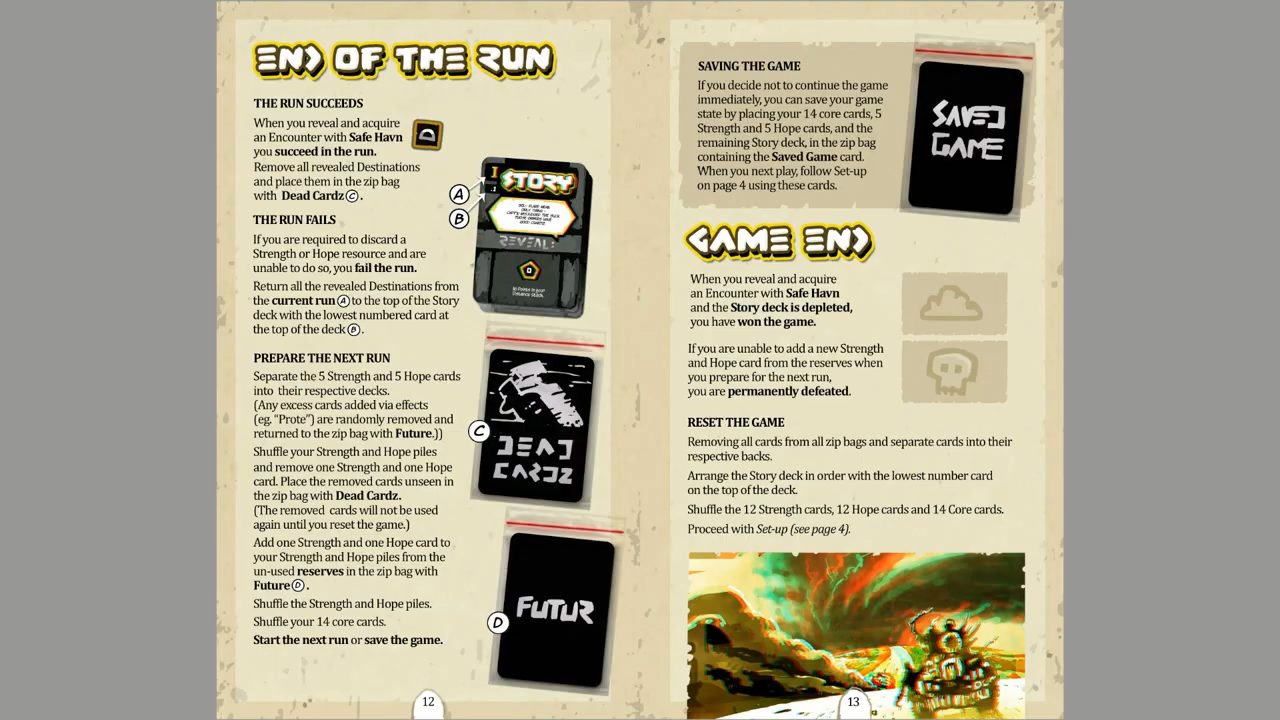 END OF THE RUN
THE RUN SUCCEEDS
When you reveal and acquire
an Encounter with Safe Havn
you succeed in the run.
Remove all revealed Destinations
and place them in the zip bag
with Dead Cardz C.
THE RUN FAILS
If you are required to discard a
Strength or Hope resource and are
unable to do so, you fail the run.
Return all the revealed Destinations from
the current run A to the top of the Story
deck with the lowest numbered card at
the top of the deck B.
PREPARE THE NEXT RUN
Separate the 5 Strength and 5 Hope cards
into their respective decks.
(Any excess cards added via effects
(eg. "Prote") are randomly removed and
returned to the zip bag with Future.))
Shuffle your Strength and Hope piles
and remove one Strength and one Hope
card. Place the removed cards unseen in
the zip bag with Dead Cardz.
(The removed cards will not be used
again until you reset the game.)
Add one Strength and one Hope card to
your Strength and Hope piles from the
un-used reserves in the zip bag with
Future D.
Shuffle the Strength and Hope piles.
Shuffle your 14 core cards.
Start the next run or save the game.
A
B
I
.1
STORY
REVEAL:
C
DEAD
CARDZ
D
FUTUR
12
SAVING THE GAME
If you decide not to continue the game
immediately, you can save your game
state by placing your 14 core cards, 5
Strength and 5 Hope cards, and the
remaining Story deck, in the zip bag
containing the Saved Game card.
When you next play, follow Set-up
on page 4 using these cards.
SAVED
GAME
GAME END
When you reveal and acquire
an Encounter with Safe Havn
and the Story deck is depleted,
you have won the game.
If you are unable to add a new Strength
and Hope card from the reserves when
you prepare for the next run,
you are permanently defeated.
RESET THE GAME
Removing all cards from all zip bags and separate cards into their
respective backs.
Arrange the Story deck in order with the lowest number card
on the top of the deck.
Shuffle the 12 Strength cards, 12 Hope cards and 14 Core cards.
Proceed with Set-up (see page 4).
13